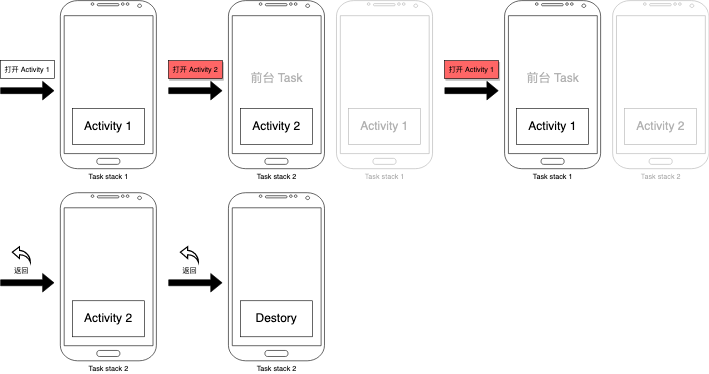 打开 Activity 1
Activity 1
Task stack 1
打开 Activity 2
前台 Task
Activity 2
Task stack 2
Activity 1
Task stack 1
打开 Activity 1
前台 Task
Activity 1
Task stack 1
Activity 2
Task stack 2
返回
Activity 2
Task stack 2
返回
Destory
Task stack 2